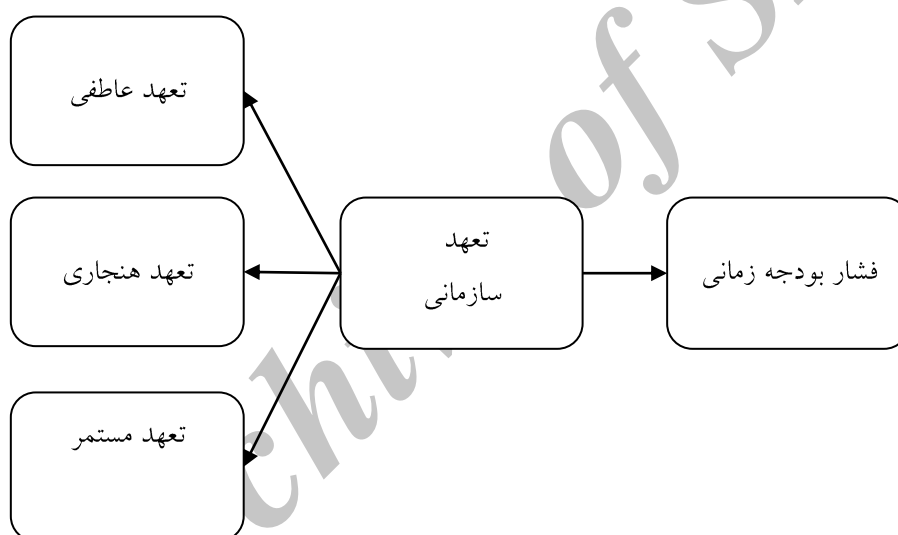 تعهد عاطفی
تعهد هنجاری
تعهد
سازمانی
فشار بودجه زمانی
تعهد مستمر